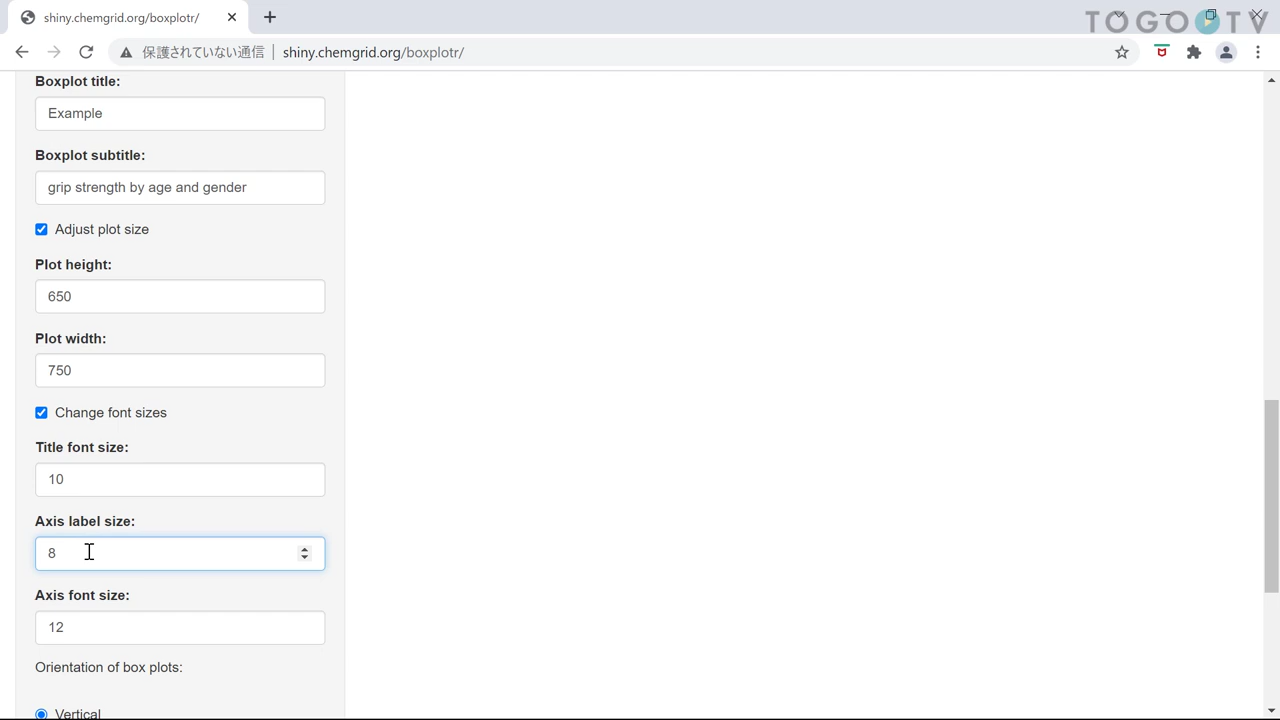 shiny.chemgrid.org/boxplotr/
TOGO TV
保護されていない通信
shiny.chemgrid.org/boxplotr/
Boxplot title:
Example
Boxplot subtitle:
grip strength by age and gender
Adjust plot size
Plot height:
650
Plot width:
750
Change font sizes
Title font size:
10
Axis label size:
8
Axis font size:
12
Orientation of box plots:
Vertical